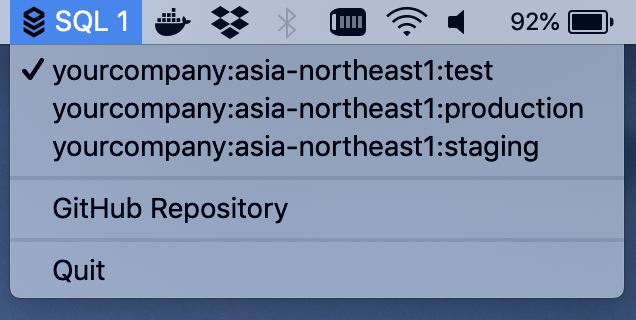 SQL 1 92%
yourcompany:asia-northeast1:test
yourcompany:asia-northeast1:production
yourcompany:asia-northeast1:staging
GitHub Repository
Quit